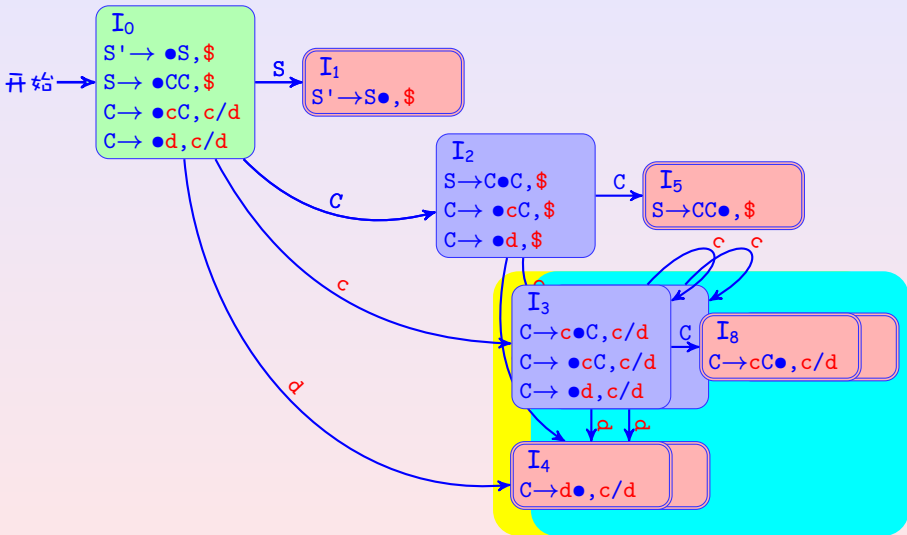 I₀
S'→ ●S,$
S→ ●CC,$
C→ ●cC,c/d
C→ ●d,c/d
开始
S
I₁
S'→S●,$
C
I₂
S→C●C,$
C→ ●cC,$
C→ ●d,$
C
I₅
S→CC●,$
c
c
c
I₃
C→c●C,c/d
C→ ●cC,c/d
C→ ●d,c/d
C
I₈
C→cC●,c/d
d
d
d
I₄
C→d●,c/d